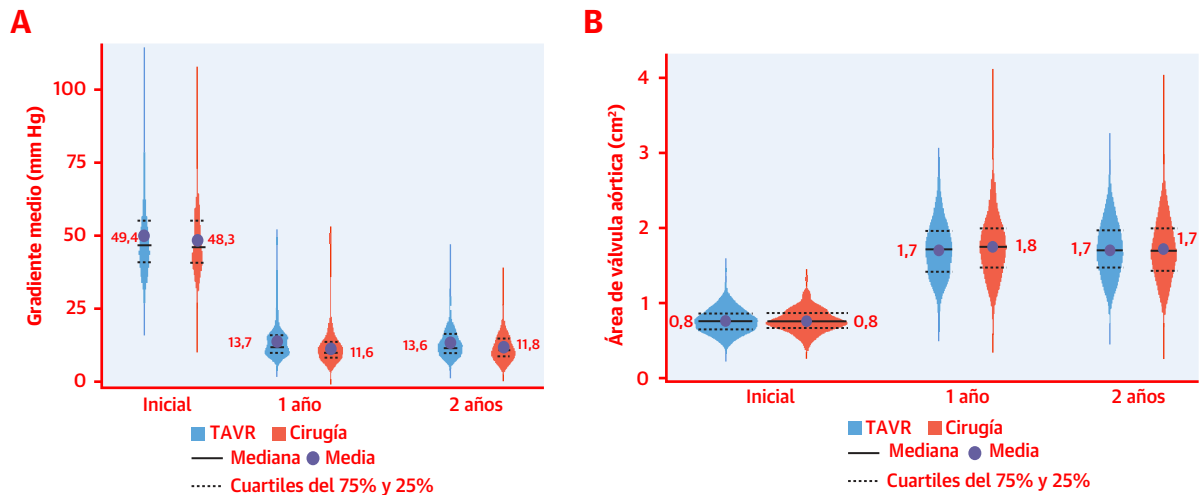 A
Gradiente medio (mm Hg)
100
75
50
25
0
49,4
48,3
13,7
11,6
13,6
11,8
Inicial
1 año
2 años
TAVR
Cirugía
Mediana
Media
Cuartiles del 75% y 25%
B
Área de válvula aórtica (cm²)
4
3
2
1
0
0,8
0,8
1,7
1,8
1,7
1,7
Inicial
1 año
2 años
TAVR
Cirugía
Mediana
Media
Cuartiles del 75% y 25%